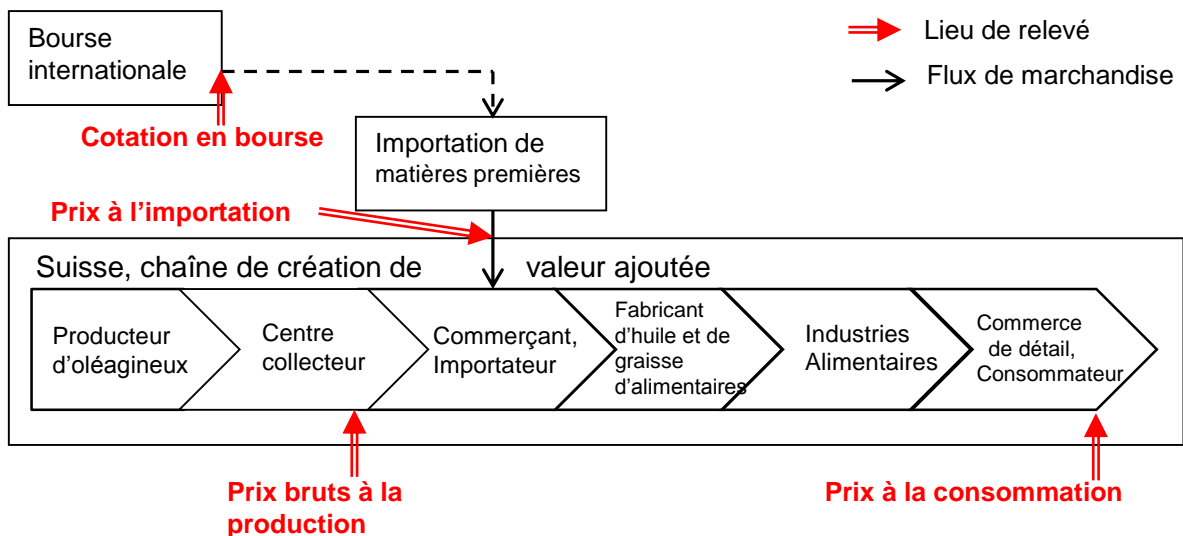 Bourse
internationale
Lieu de relevé
Flux de marchandise
Cotation en bourse
Importation de
matières premières
Prix à l’importation
Suisse, chaîne de création de valeur ajoutée
Producteur
d’oléagineux
Centre
collecteur
Commerçant,
Importateur
Fabricant
d’huile et de
graisse
d’alimentaires
Industries
Alimentaires
Commerce
de détail,
Consommateur
Prix bruts à la
production
Prix à la consommation